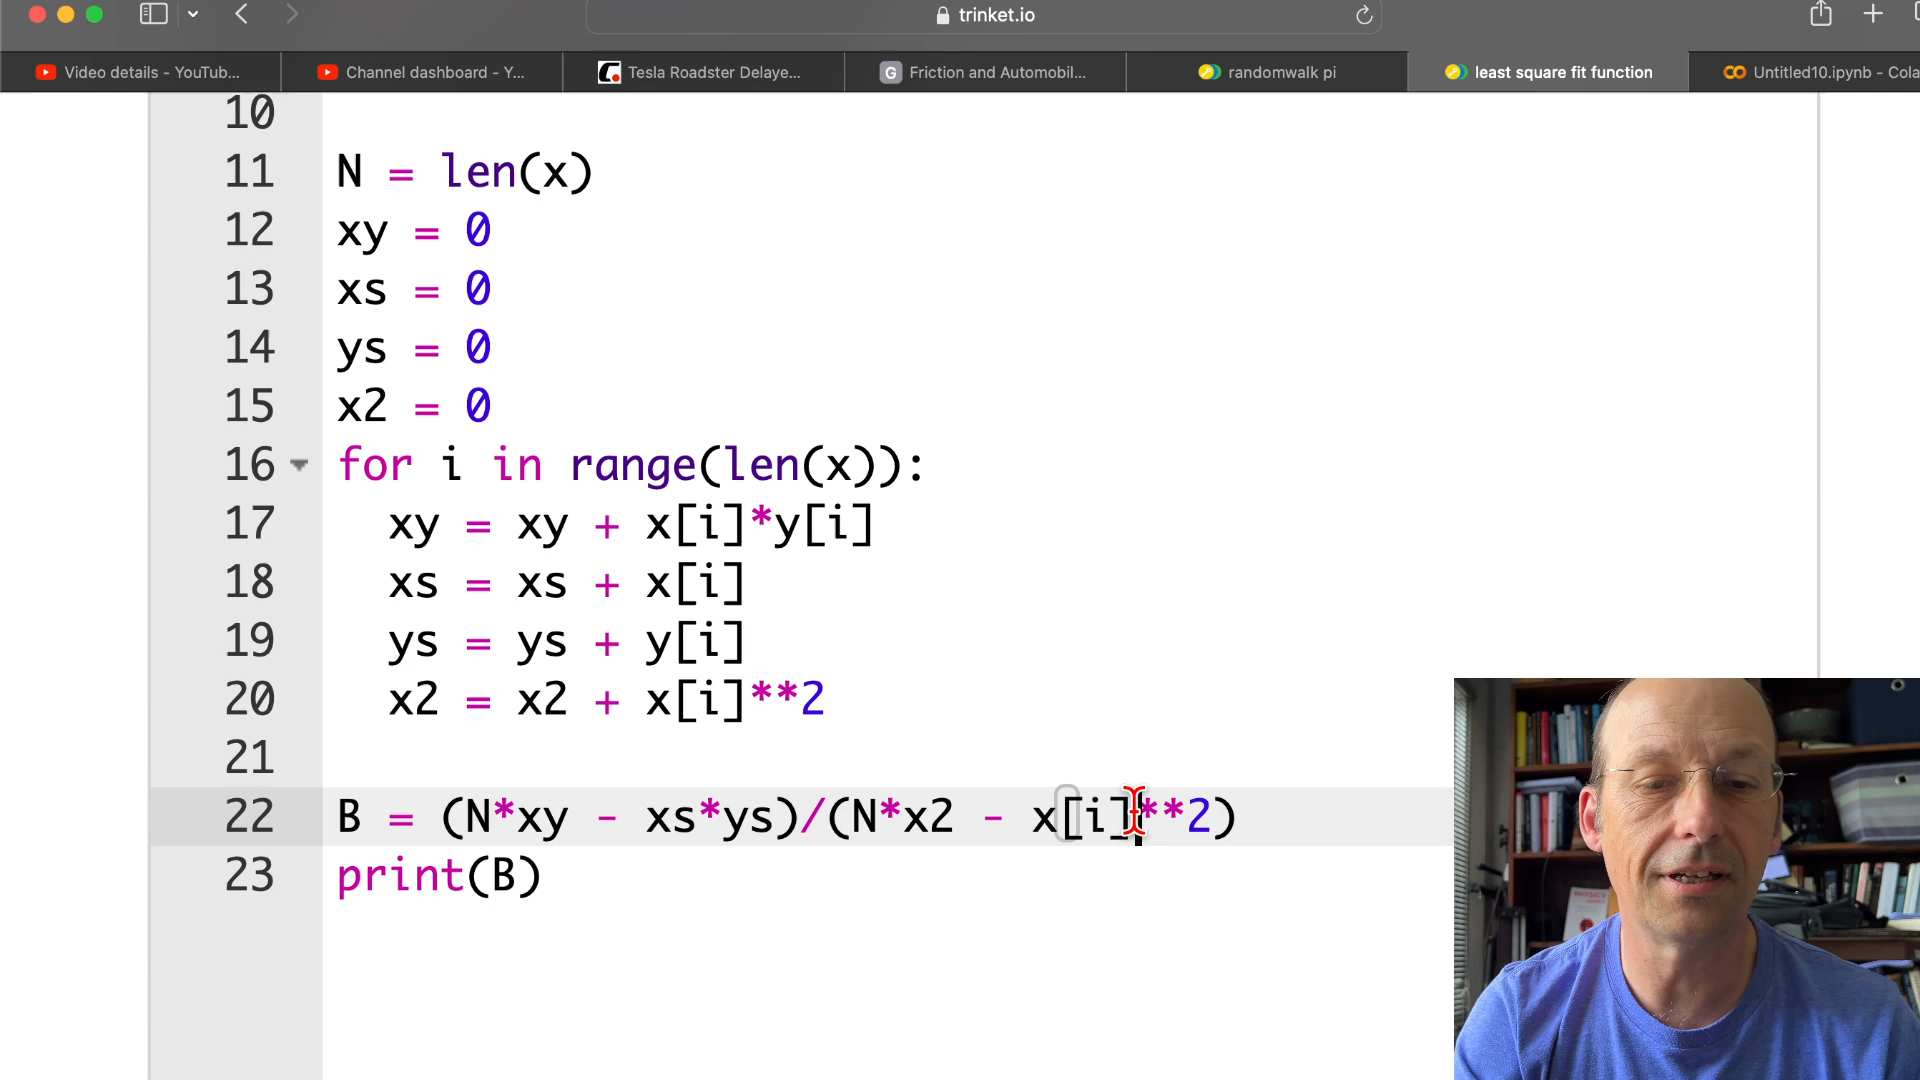 trinket.io
Video details - YouTub...
Channel dashboard - Y...
Tesla Roadster Delaye...
G Friction and Automobil...
randomwalk pi
least square fit function
Untitled10.ipynb - Cola
10
11 N = len(x)
12 xy = 0
13 xs = 0
14 ys = 0
15 x2 = 0
16 for i in range(len(x)):
17 xy = xy + x[i]*y[i]
18 xs = xs + x[i]
19 ys = ys + y[i]
20 x2 = x2 + x[i]**2
21
22 B = (N*xy - xs*ys)/(N*x2 - x[i]**2)
23 print(B)
PHYSICS